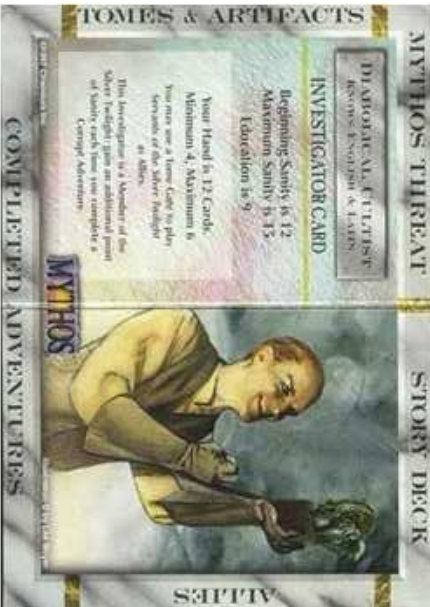 MYTHOS THREAT
STORY DECK
TOMES & ARTIFACTS
DIABOLICAL CULTIST
KNOWS ENGLISH & LATIN
INVESTIGATOR CARD
Beginning Sanity is 12
Maximum Sanity is 15
Education is 9
Your Hand is 12 Cards.
Minimum 4, Maximum 6
You may use a Tome Gate to play
Servants of the Silver Twilight
as Allies.
This Investigator is a Member of the
Silver Twilight; gain an additional point
of Sanity each time you complete a
Corrupt Adventure.
MYTHOS
ALLIES
COMPLETED ADVENTURES